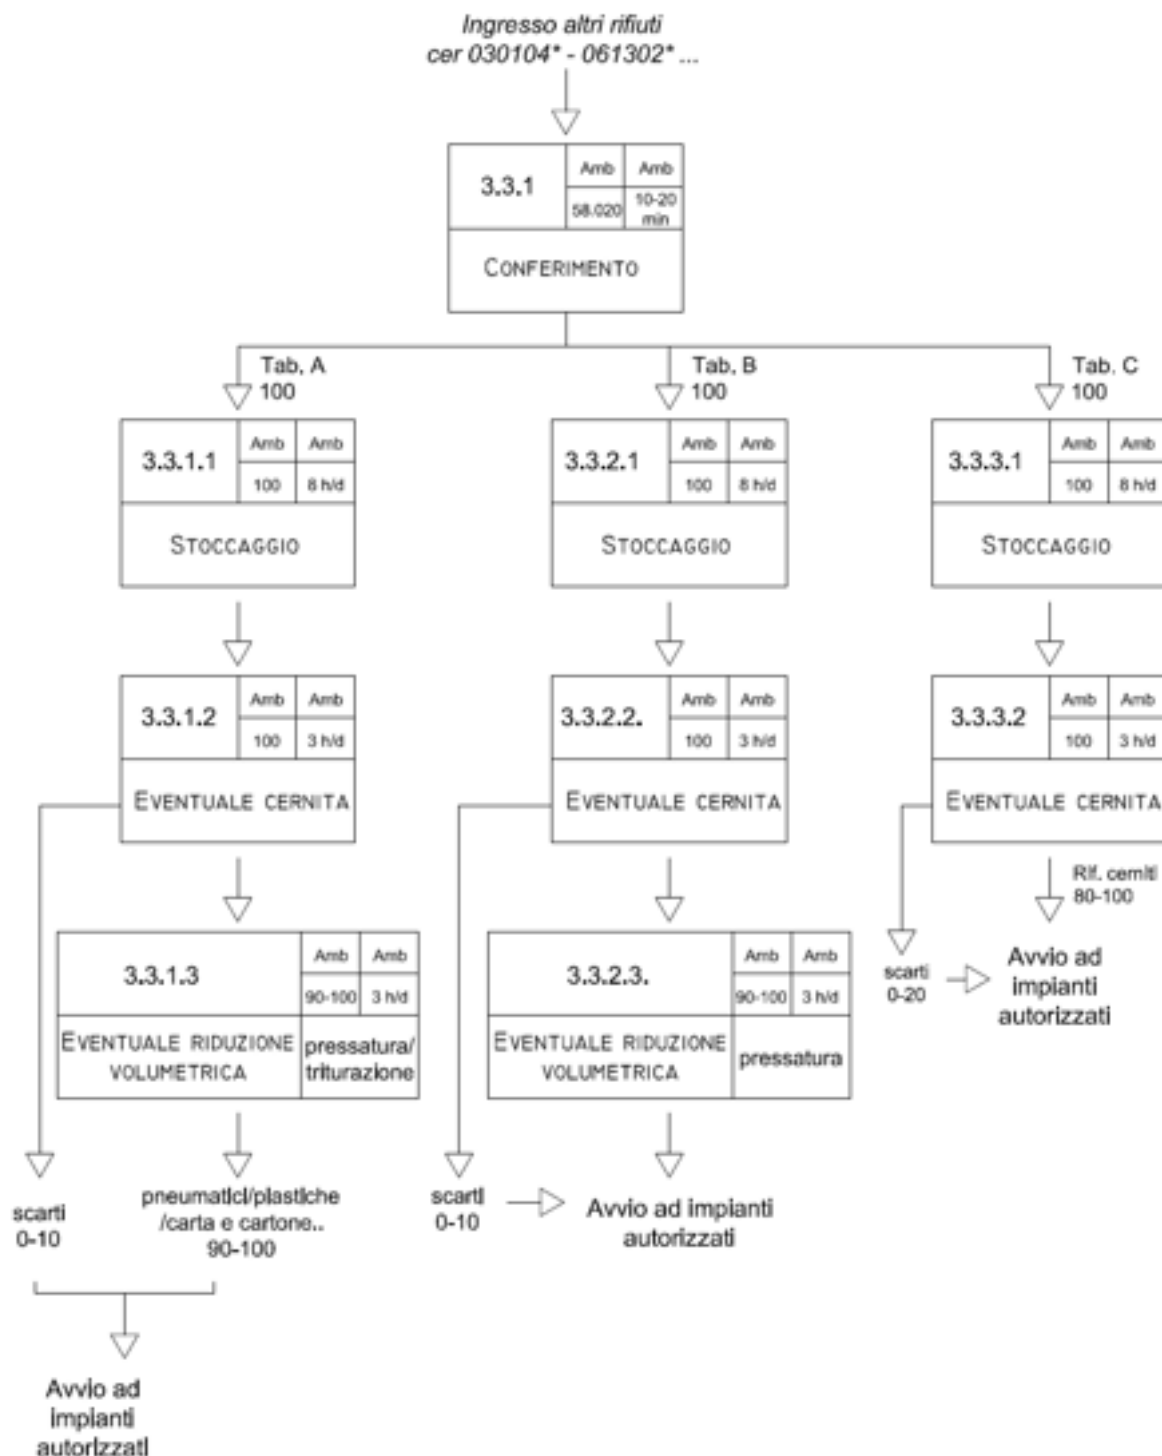 Ingresso altri rifiuti
cer 030104* - 061302* ...
3.3.1
Amb
Amb
58.020
10-20
min
CONFERIMENTO
Tab. A
100
Tab. B
100
Tab. C
100
3.3.1.1
Amb
Amb
100
8 h/d
STOCCAGGIO
3.3.2.1
Amb
Amb
100
8 h/d
STOCCAGGIO
3.3.3.1
Amb
Amb
100
8 h/d
STOCCAGGIO
3.3.1.2
Amb
Amb
100
3 h/d
EVENTUALE CERNITA
3.3.2.2.
Amb
Amb
100
3 h/d
EVENTUALE CERNITA
3.3.3.2
Amb
Amb
100
3 h/d
EVENTUALE CERNITA
Rif. cerniti
80-100
3.3.1.3
Amb
Amb
90-100
3 h/d
EVENTUALE RIDUZIONE
VOLUMETRICA
pressatura/
triturazione
3.3.2.3.
Amb
Amb
90-100
3 h/d
EVENTUALE RIDUZIONE
VOLUMETRICA
pressatura
scarti
0-20
Avvio ad
impianti
autorizzati
scarti
0-10
pneumatici/plastiche
/carta e cartone..
90-100
scarti
0-10
Avvio ad impianti
autorizzati
Avvio ad
impianti
autorizzati